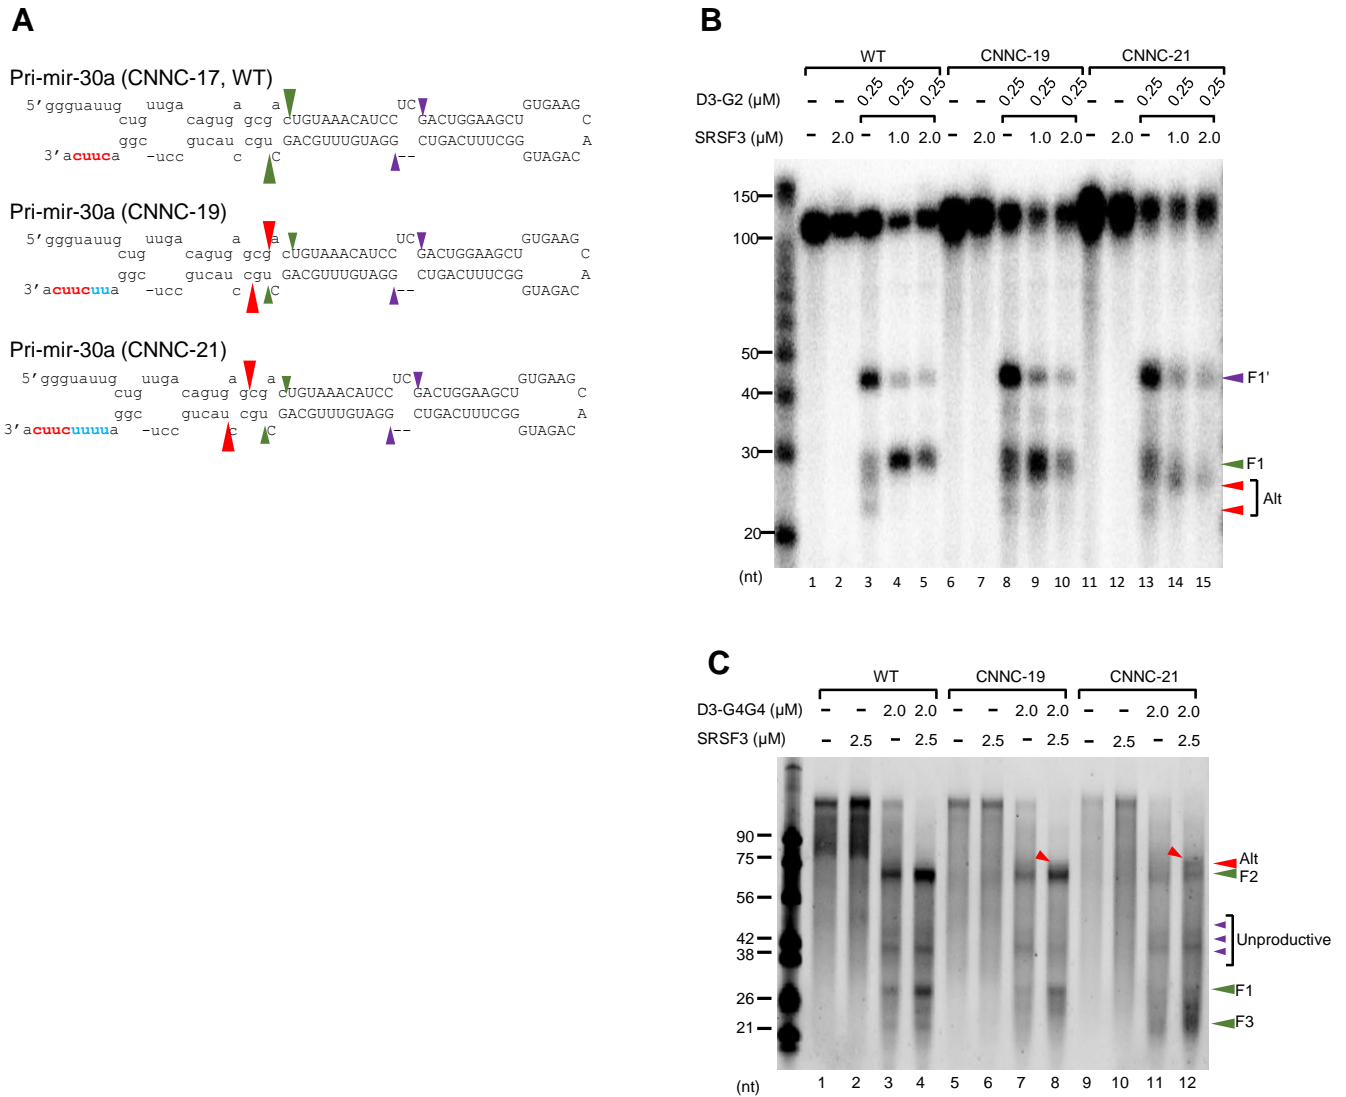 A
Pri-mir-30a (CNNC-17, WT)
5'ggguauug uuga a a UC GUGAAG
cug cagug gcg cUGUAAACAUCC GACUGGAAGCU C
ggc gucau cgu GACGUUUGUAGG CUGACUUUCGG A
3'acuuca -ucc c C -- GUAGAC
Pri-mir-30a (CNNC-19)
5'ggguauug uuga a a UC GUGAAG
cug cagug gcg cUGUAAACAUCC GACUGGAAGCU C
ggc gucau cgu GACGUUUGUAGG CUGACUUUCGG A
3'acuucuua -ucc c C -- GUAGAC
Pri-mir-30a (CNNC-21)
5'ggguauug uuga a a UC GUGAAG
cug cagug gcg cUGUAAACAUCC GACUGGAAGCU C
ggc gucau cgu GACGUUUGUAGG CUGACUUUCGG A
3'acuucuuuua -ucc c C -- GUAGAC
B
WT CNNC-19 CNNC-21
D3-G2 (μM) – – 0.25 0.25 0.25 – – 0.25 0.25 0.25 – – 0.25 0.25 0.25
SRSF3 (μM) – 2.0 – 1.0 2.0 – 2.0 – 1.0 2.0 – 2.0 – 1.0 2.0
150
100
50
40
30
20
(nt)
F1'
F1
Alt
1 2 3 4 5 6 7 8 9 10 11 12 13 14 15
C
WT CNNC-19 CNNC-21
D3-G4G4 (μM) – – 2.0 2.0 – – 2.0 2.0 – – 2.0 2.0
SRSF3 (μM) – 2.5 – 2.5 – 2.5 – 2.5 – 2.5 – 2.5
90
75
56
42
38
26
21
(nt)
Alt
F2
Unproductive
F1
F3
1 2 3 4 5 6 7 8 9 10 11 12